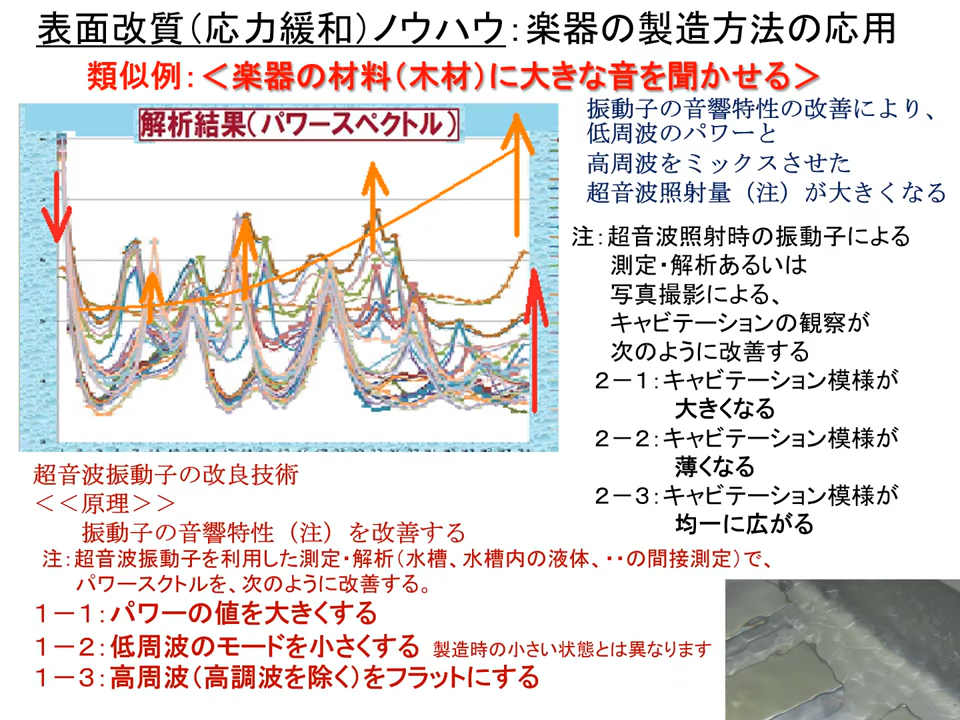 表面改質（応力緩和）ノウハウ：楽器の製造方法の応用
類似例：＜楽器の材料（木材）に大きな音を聞かせる＞
解析結果（パワースペクトル）
振動子の音響特性の改善により、
低周波のパワーと
高周波をミックスさせた
超音波照射量（注）が大きくなる
注：超音波照射時の振動子による
測定・解析あるいは
写真撮影による、
キャビテーションの観察が
次のように改善する
２－１：キャビテーション模様が
大きくなる
２－２：キャビテーション模様が
薄くなる
２－３：キャビテーション模様が
均一に広がる
超音波振動子の改良技術
＜＜原理＞＞
振動子の音響特性（注）を改善する
注：超音波振動子を利用した測定・解析（水槽、水槽内の液体、・・の間接測定）で、
パワースクトルを、次のように改善する。
１－１：パワーの値を大きくする
１－２：低周波のモードを小さくする 製造時の小さい状態とは異なります
１－３：高周波（高調波を除く）をフラットにする